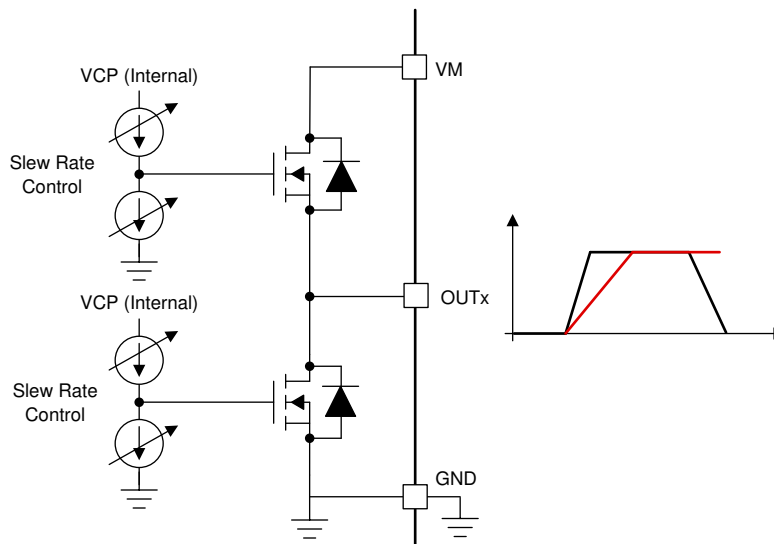 VM
VCP (Internal)
Slew Rate
Control
OUTx
VCP (Internal)
Slew Rate
Control
GND